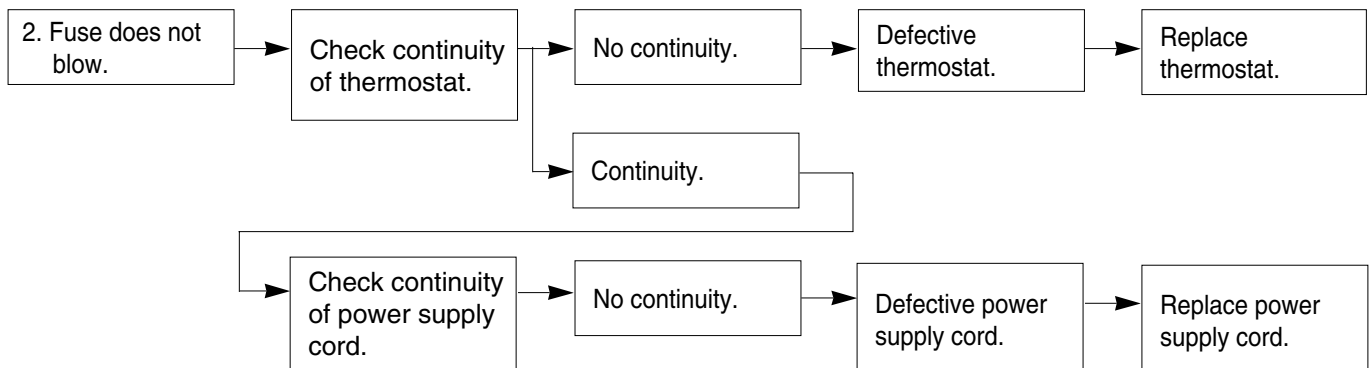 2. Fuse does not
blow.
Check continuity
of thermostat.
No continuity.
Defective
thermostat.
Replace
thermostat.
Continuity.
Check continuity
of power supply
cord.
No continuity.
Defective power
supply cord.
Replace power
supply cord.